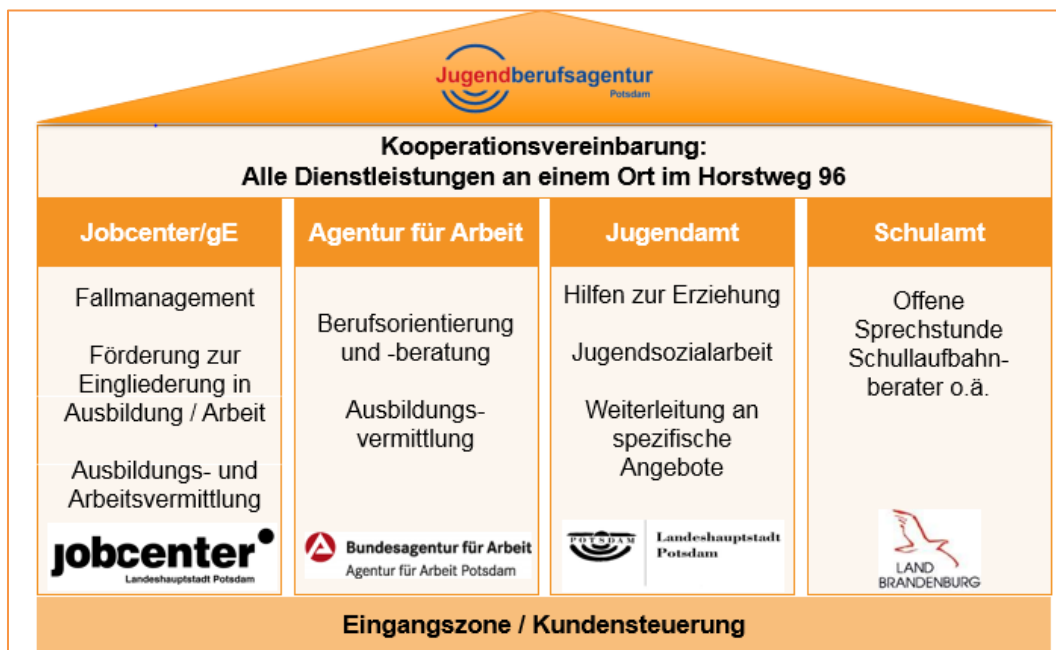 Jugendberufsagentur
Potsdam
Kooperationsvereinbarung:
Alle Dienstleistungen an einem Ort im Horstweg 96
Jobcenter/gE
Fallmanagement
Förderung zur
Eingliederung in
Ausbildung / Arbeit
Ausbildungs- und
Arbeitsvermittlung
jobcenter
Landeshauptstadt Potsdam
Agentur für Arbeit
Berufsorientierung
und -beratung
Ausbildungs-
vermittlung
Bundesagentur für Arbeit
Agentur für Arbeit Potsdam
Jugendamt
Hilfen zur Erziehung
Jugendsozialarbeit
Weiterleitung an
spezifische
Angebote
POTSDAM
Landeshauptstadt
Potsdam
Schulamt
Offene
Sprechstunde
Schullaufbahn-
berater o.ä.
LAND
BRANDENBURG
Eingangszone / Kundensteuerung